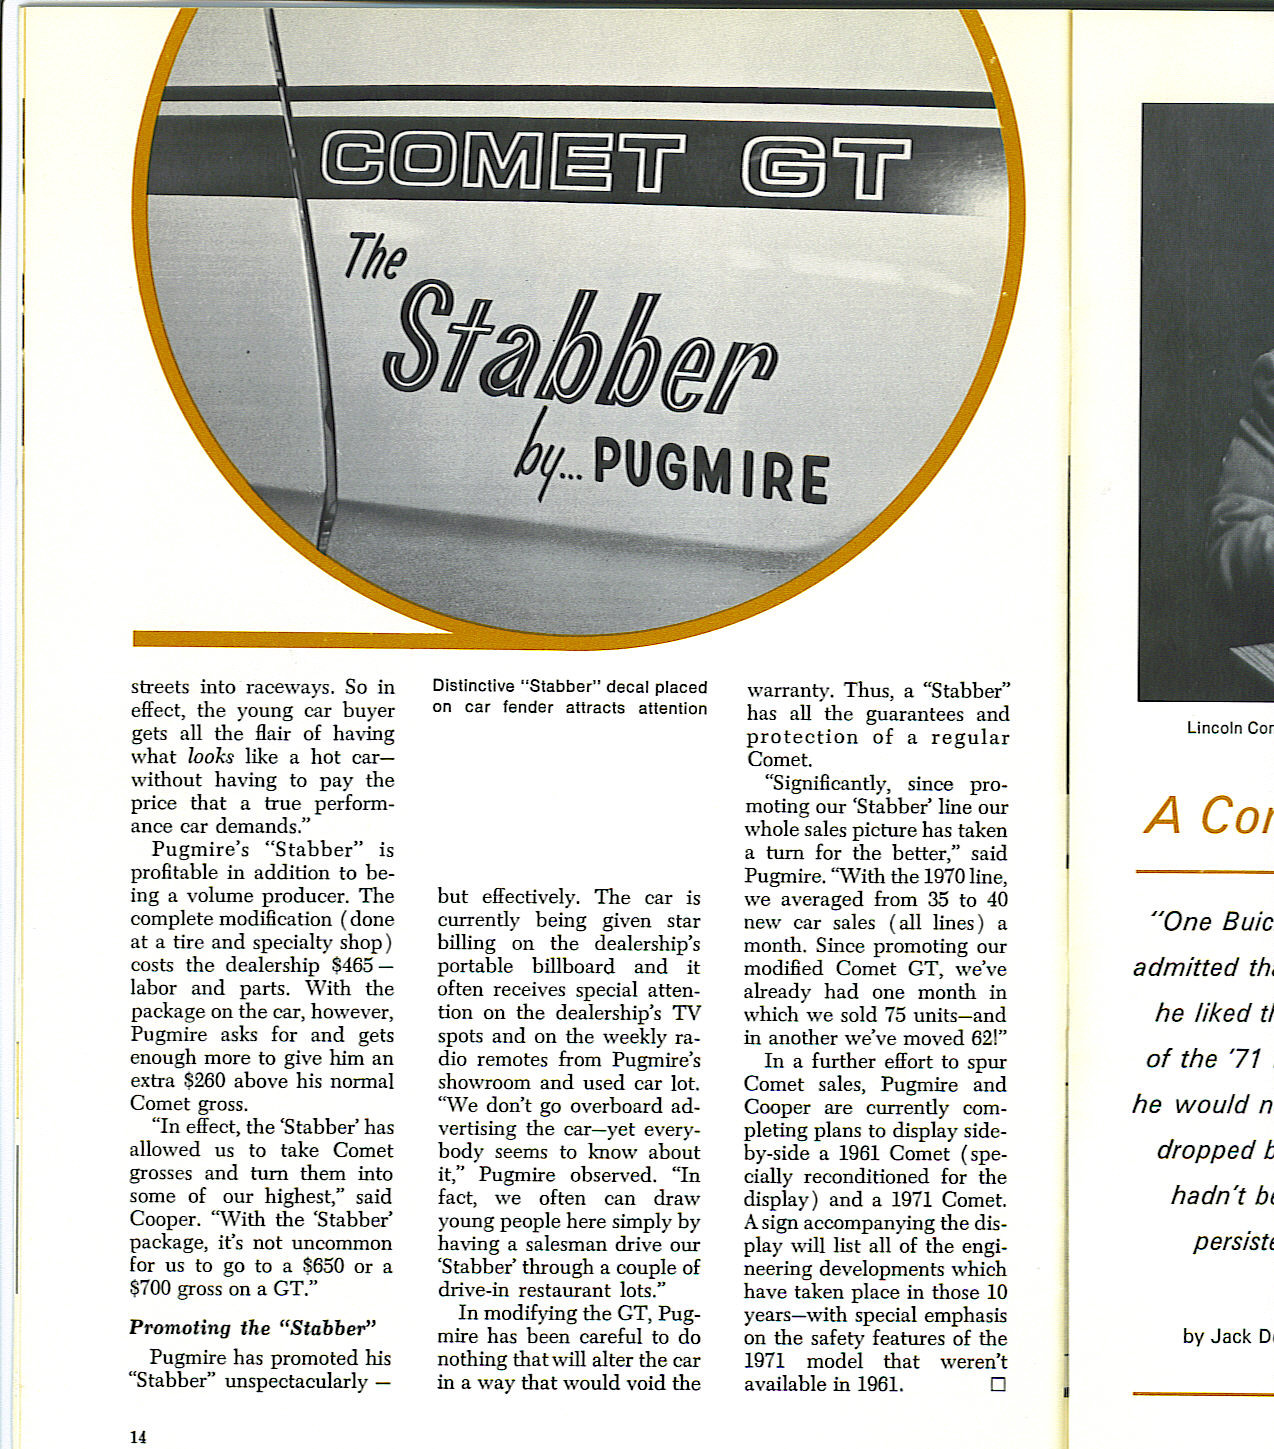 COMET GT
The
Stabber
by... PUGMIRE
streets into raceways. So in
effect, the young car buyer
gets all the flair of having
what looks like a hot car—
without having to pay the
price that a true perform-
ance car demands.”
Pugmire’s “Stabber” is
profitable in addition to be-
ing a volume producer. The
complete modification (done
at a tire and specialty shop)
costs the dealership $465 —
labor and parts. With the
package on the car, however,
Pugmire asks for and gets
enough more to give him an
extra $260 above his normal
Comet gross.
“In effect, the ‘Stabber’ has
allowed us to take Comet
grosses and turn them into
some of our highest,” said
Cooper. “With the ‘Stabber’
package, it’s not uncommon
for us to go to a $650 or a
$700 gross on a GT.”
Promoting the “Stabber”
Pugmire has promoted his
“Stabber” unspectacularly —
14
Distinctive “Stabber” decal placed
on car fender attracts attention
but effectively. The car is
currently being given star
billing on the dealership’s
portable billboard and it
often receives special atten-
tion on the dealership’s TV
spots and on the weekly ra-
dio remotes from Pugmire’s
showroom and used car lot.
“We don’t go overboard ad-
vertising the car—yet every-
body seems to know about
it,” Pugmire observed. “In
fact, we often can draw
young people here simply by
having a salesman drive our
‘Stabber’ through a couple of
drive-in restaurant lots.”
In modifying the GT, Pug-
mire has been careful to do
nothing that will alter the car
in a way that would void the
warranty. Thus, a “Stabber”
has all the guarantees and
protection of a regular
Comet.
“Significantly, since pro-
moting our ‘Stabber’ line our
whole sales picture has taken
a turn for the better,” said
Pugmire. “With the 1970 line,
we averaged from 35 to 40
new car sales (all lines) a
month. Since promoting our
modified Comet GT, we’ve
already had one month in
which we sold 75 units—and
in another we’ve moved 62!”
In a further effort to spur
Comet sales, Pugmire and
Cooper are currently com-
pleting plans to display side-
by-side a 1961 Comet (spe-
cially reconditioned for the
display) and a 1971 Comet.
A sign accompanying the dis-
play will list all of the engi-
neering developments which
have taken place in those 10
years—with special emphasis
on the safety features of the
1971 model that weren’t
available in 1961.
Lincoln
A
“One
admitted
he liked
of the ’71
he would
dropped
hadn’t
by Jack